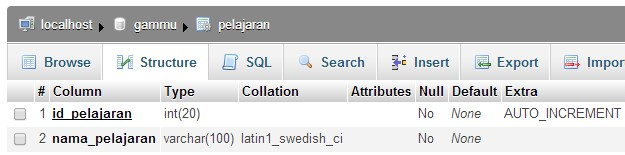 localhost gammu pelajaran
Browse Structure SQL Search Insert Export Impor
# Column Type Collation Attributes Null Default Extra
1 id_pelajaran int(20) No None AUTO_INCREMENT
2 nama_pelajaran varchar(100) latin1_swedish_ci No None